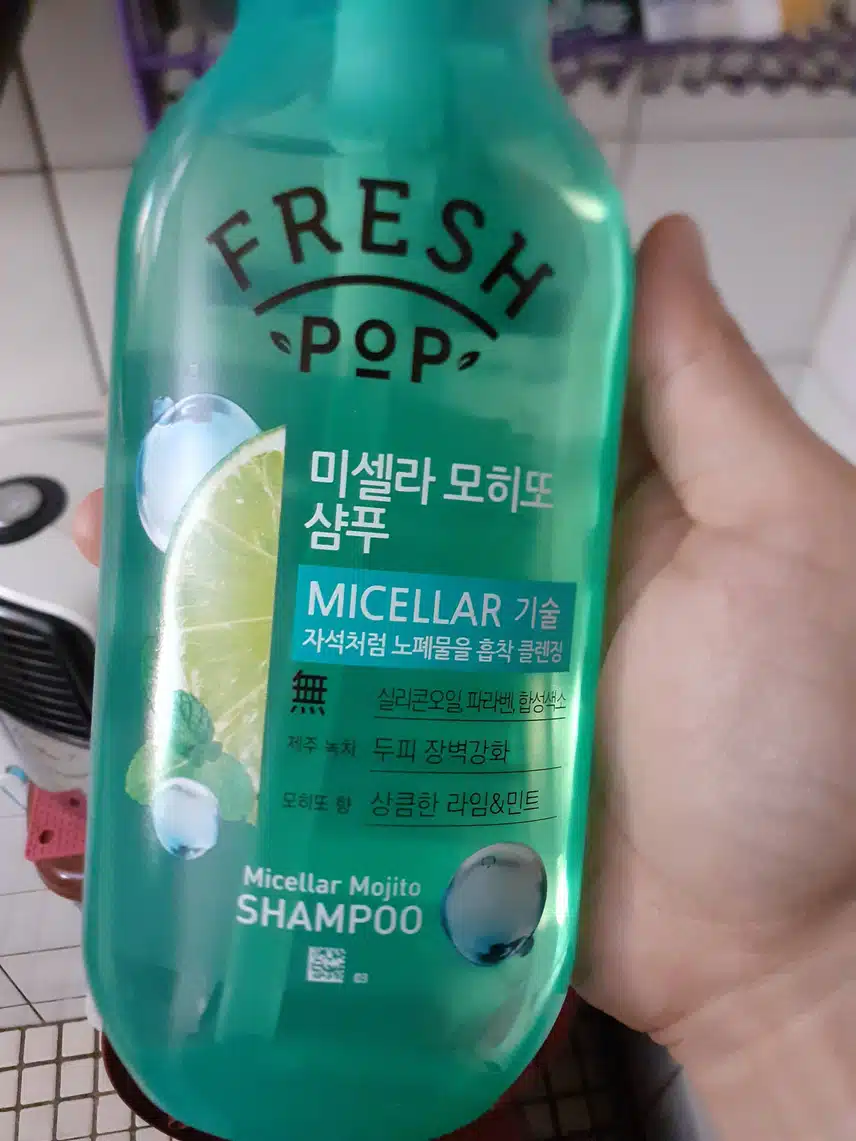 FRESH
POP
미셀라 모히또
샴푸
MICELLAR 기술
자석처럼 노폐물을 흡착 클렌징
無 실리콘오일, 파라벤, 합성색소
제주 녹차 두피 장벽강화
모히또 향 상큼한 라임&민트
Micellar Mojito
SHAMPOO
03